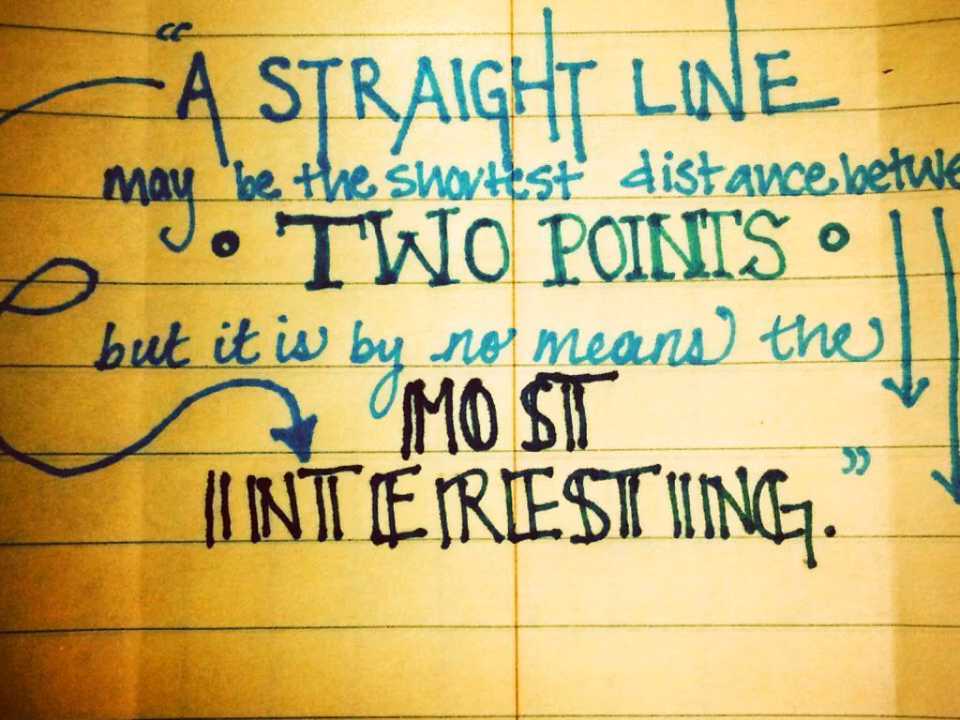 "A STRAIGHT LINE
may be the shortest distance betwe
• TWO POINTS •
but it is by no means the
MOST
INTERESTING."